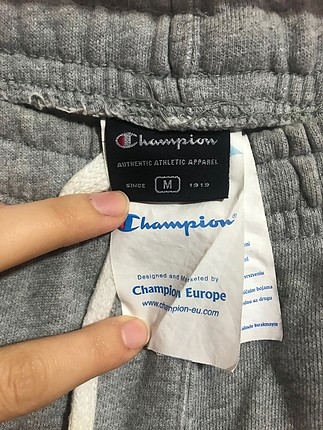 Champion
AUTHENTIC ATHLETIC APPAREL
SINCE M 1919
Champion®
Designed and Marketed by
Champion Europe
www.champion-eu.com